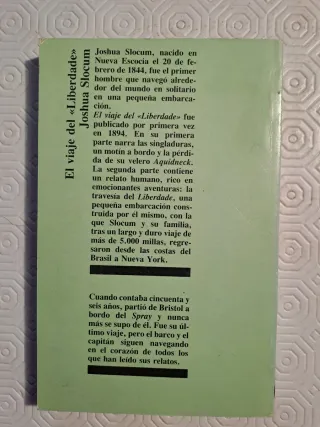 El viaje del «Liberdade»
Joshua Slocum
Joshua Slocum, nacido en
Nueva Escocia el 20 de fe-
brero de 1844, fue el primer
hombre que navegó alrede-
dor del mundo en solitario
en una pequeña embarca-
ción.
El viaje del «Liberdade» fue
publicado por primera vez
en 1894. En su primera
parte narra las singladuras,
un motín a bordo y la pérdi-
da de su velero Aquidneck.
La segunda parte contiene
un relato humano, rico en
emocionantes aventuras: la
travesía del Liberdade, una
pequeña embarcación cons-
truida por él mismo, con la
que Slocum y su familia,
tras un largo y duro viaje de
más de 5.000 millas, regre-
saron desde las costas del
Brasil a Nueva York.
Cuando contaba cincuenta y
seis años, partió de Bristol a
bordo del Spray y nunca
más se supo de él. Fue su úl-
timo viaje, pero el barco y el
capitán siguen navegando
en el corazón de todos los
que han leído sus relatos.